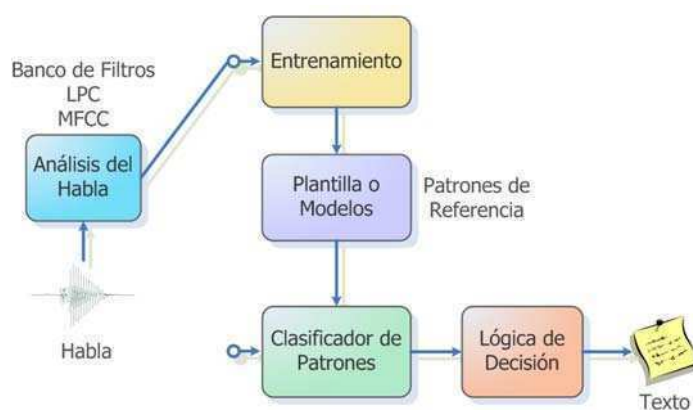 Banco de Filtros
LPC
MFCC
Análisis del
Habla
Habla
Entrenamiento
Plantilla o
Modelos
Patrones de
Referencia
Clasificador de
Patrones
Lógica de
Decisión
Texto